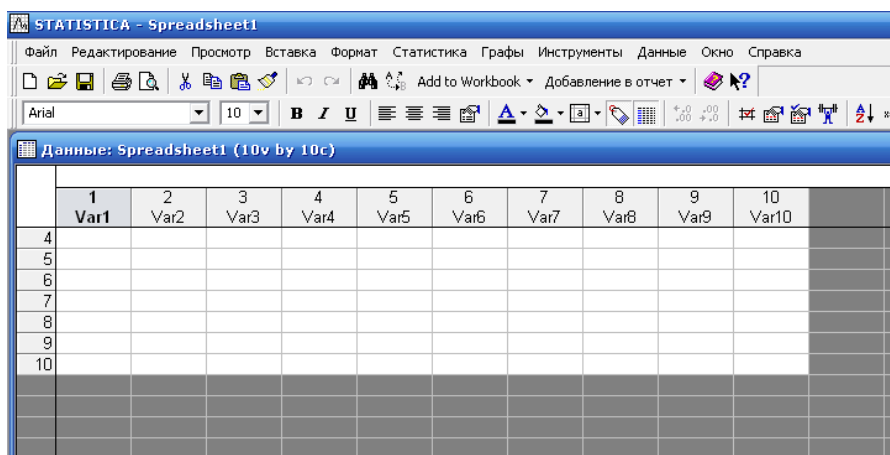 STATISTICA - Spreadsheet1
Файл Редактирование Просмотр Вставка Формат Статистика Графы Инструменты Данные Окно Справка
Add to Workbook Добавление в отчет
Arial 10 B I U
Данные: Spreadsheet1 (10v by 10c)
1 2 3 4 5 6 7 8 9 10
Var1 Var2 Var3 Var4 Var5 Var6 Var7 Var8 Var9 Var10
4
5
6
7
8
9
10